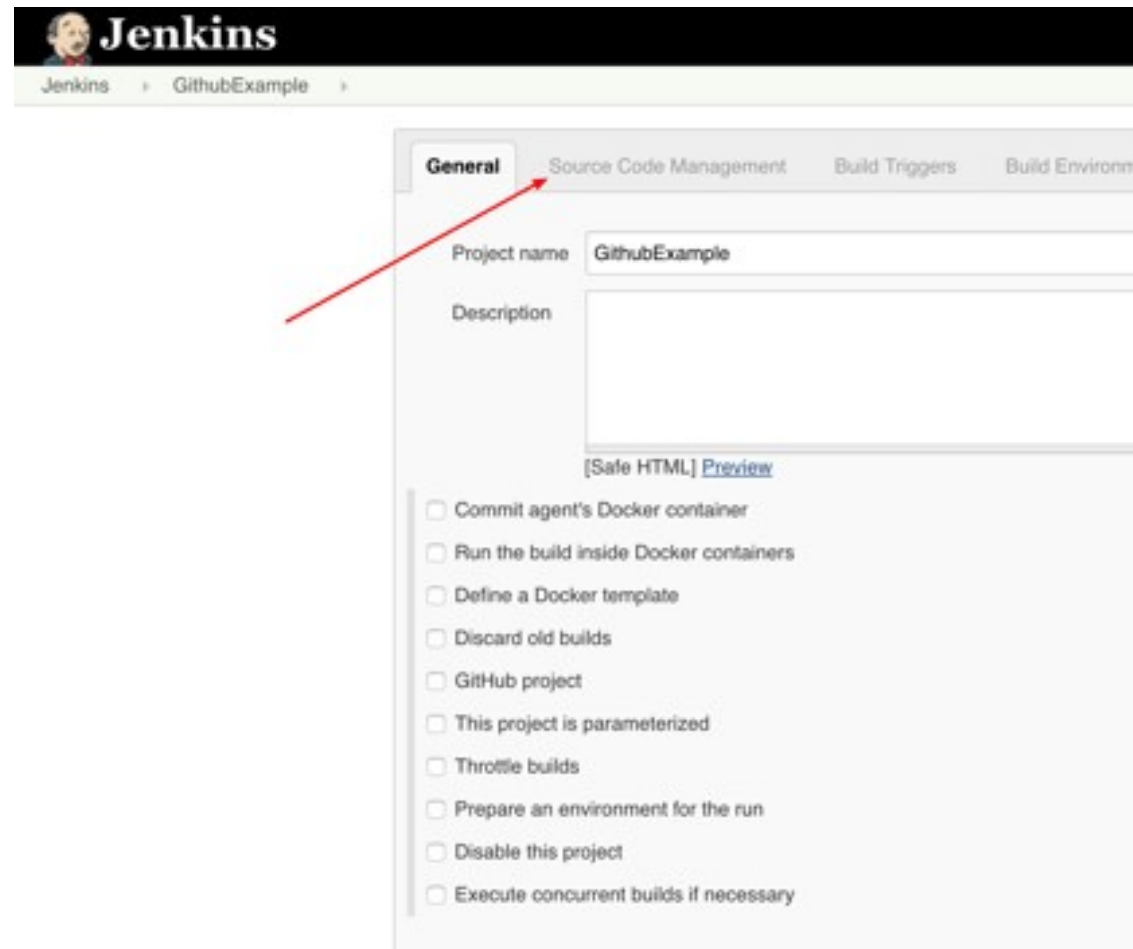 Jenkins
Jenkins GithubExample
General Source Code Management Build Triggers Build Environm
Project name GithubExample
Description
[Safe HTML] Preview
Commit agent's Docker container
Run the build inside Docker containers
Define a Docker template
Discard old builds
GitHub project
This project is parameterized
Throttle builds
Prepare an environment for the run
Disable this project
Execute concurrent builds if necessary